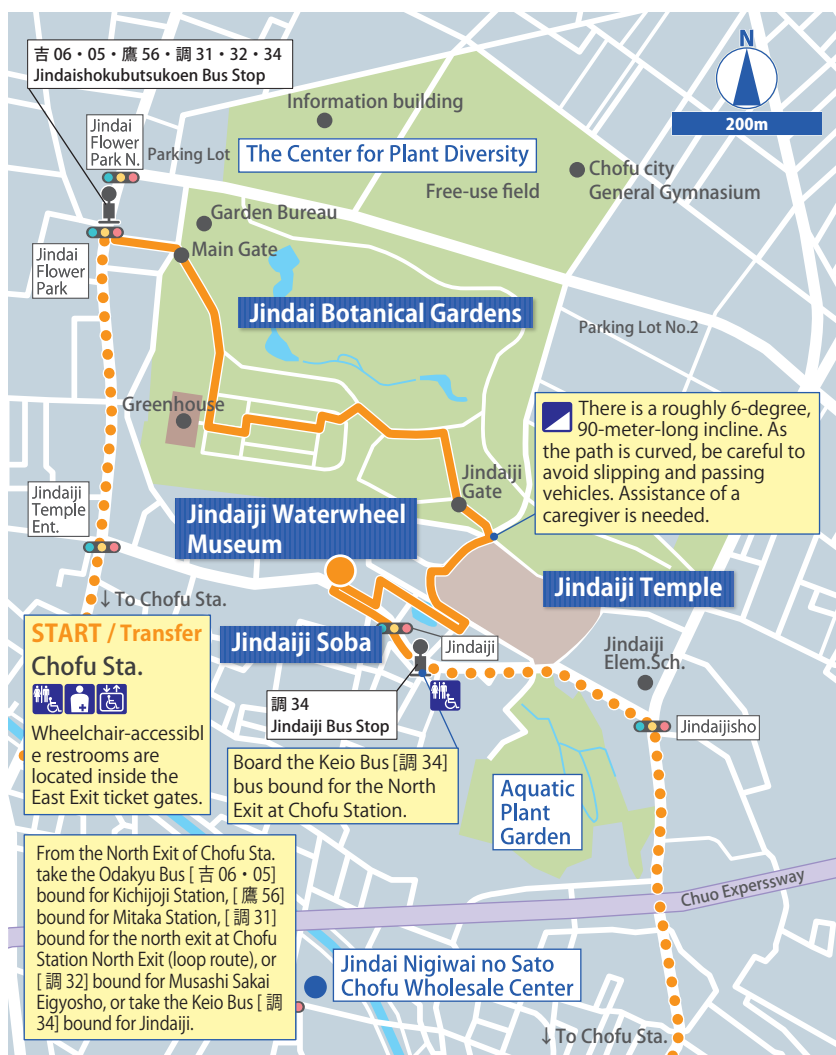 吉 06・05・鷹 56・調 31・32・34
Jindaishokubutsukoen Bus Stop
N
200m
Jindai
Flower
Park N.
Parking Lot
Information building
The Center for Plant Diversity
Free-use field
Chofu city
General Gymnasium
Garden Bureau
Main Gate
Jindai
Flower
Park
Jindai Botanical Gardens
Parking Lot No.2
Greenhouse
There is a roughly 6-degree,
90-meter-long incline. As
the path is curved, be careful to
avoid slipping and passing
vehicles. Assistance of a
caregiver is needed.
Jindaiji
Gate
Jindaiji
Temple
Ent.
Jindaiji Waterwheel
Museum
Jindaiji Temple
↓ To Chofu Sta.
START / Transfer
Chofu Sta.
Wheelchair-accessibl
e restrooms are
located inside the
East Exit ticket gates.
Jindaiji Soba
Jindaiji
Jindaiji
Elem.Sch.
調 34
Jindaiji Bus Stop
Jindaijisho
Board the Keio Bus [調 34]
bus bound for the North
Exit at Chofu Station.
Aquatic
Plant
Garden
From the North Exit of Chofu Sta.
take the Odakyu Bus [ 吉 06・05]
bound for Kichijoji Station, [ 鷹 56]
bound for Mitaka Station, [ 調 31]
bound for the north exit at Chofu
Station North Exit (loop route), or
[ 調 32] bound for Musashi Sakai
Eigyosho, or take the Keio Bus [ 調
34] bound for Jindaiji.
Chuo Experssway
Jindai Nigiwai no Sato
Chofu Wholesale Center
↓ To Chofu Sta.